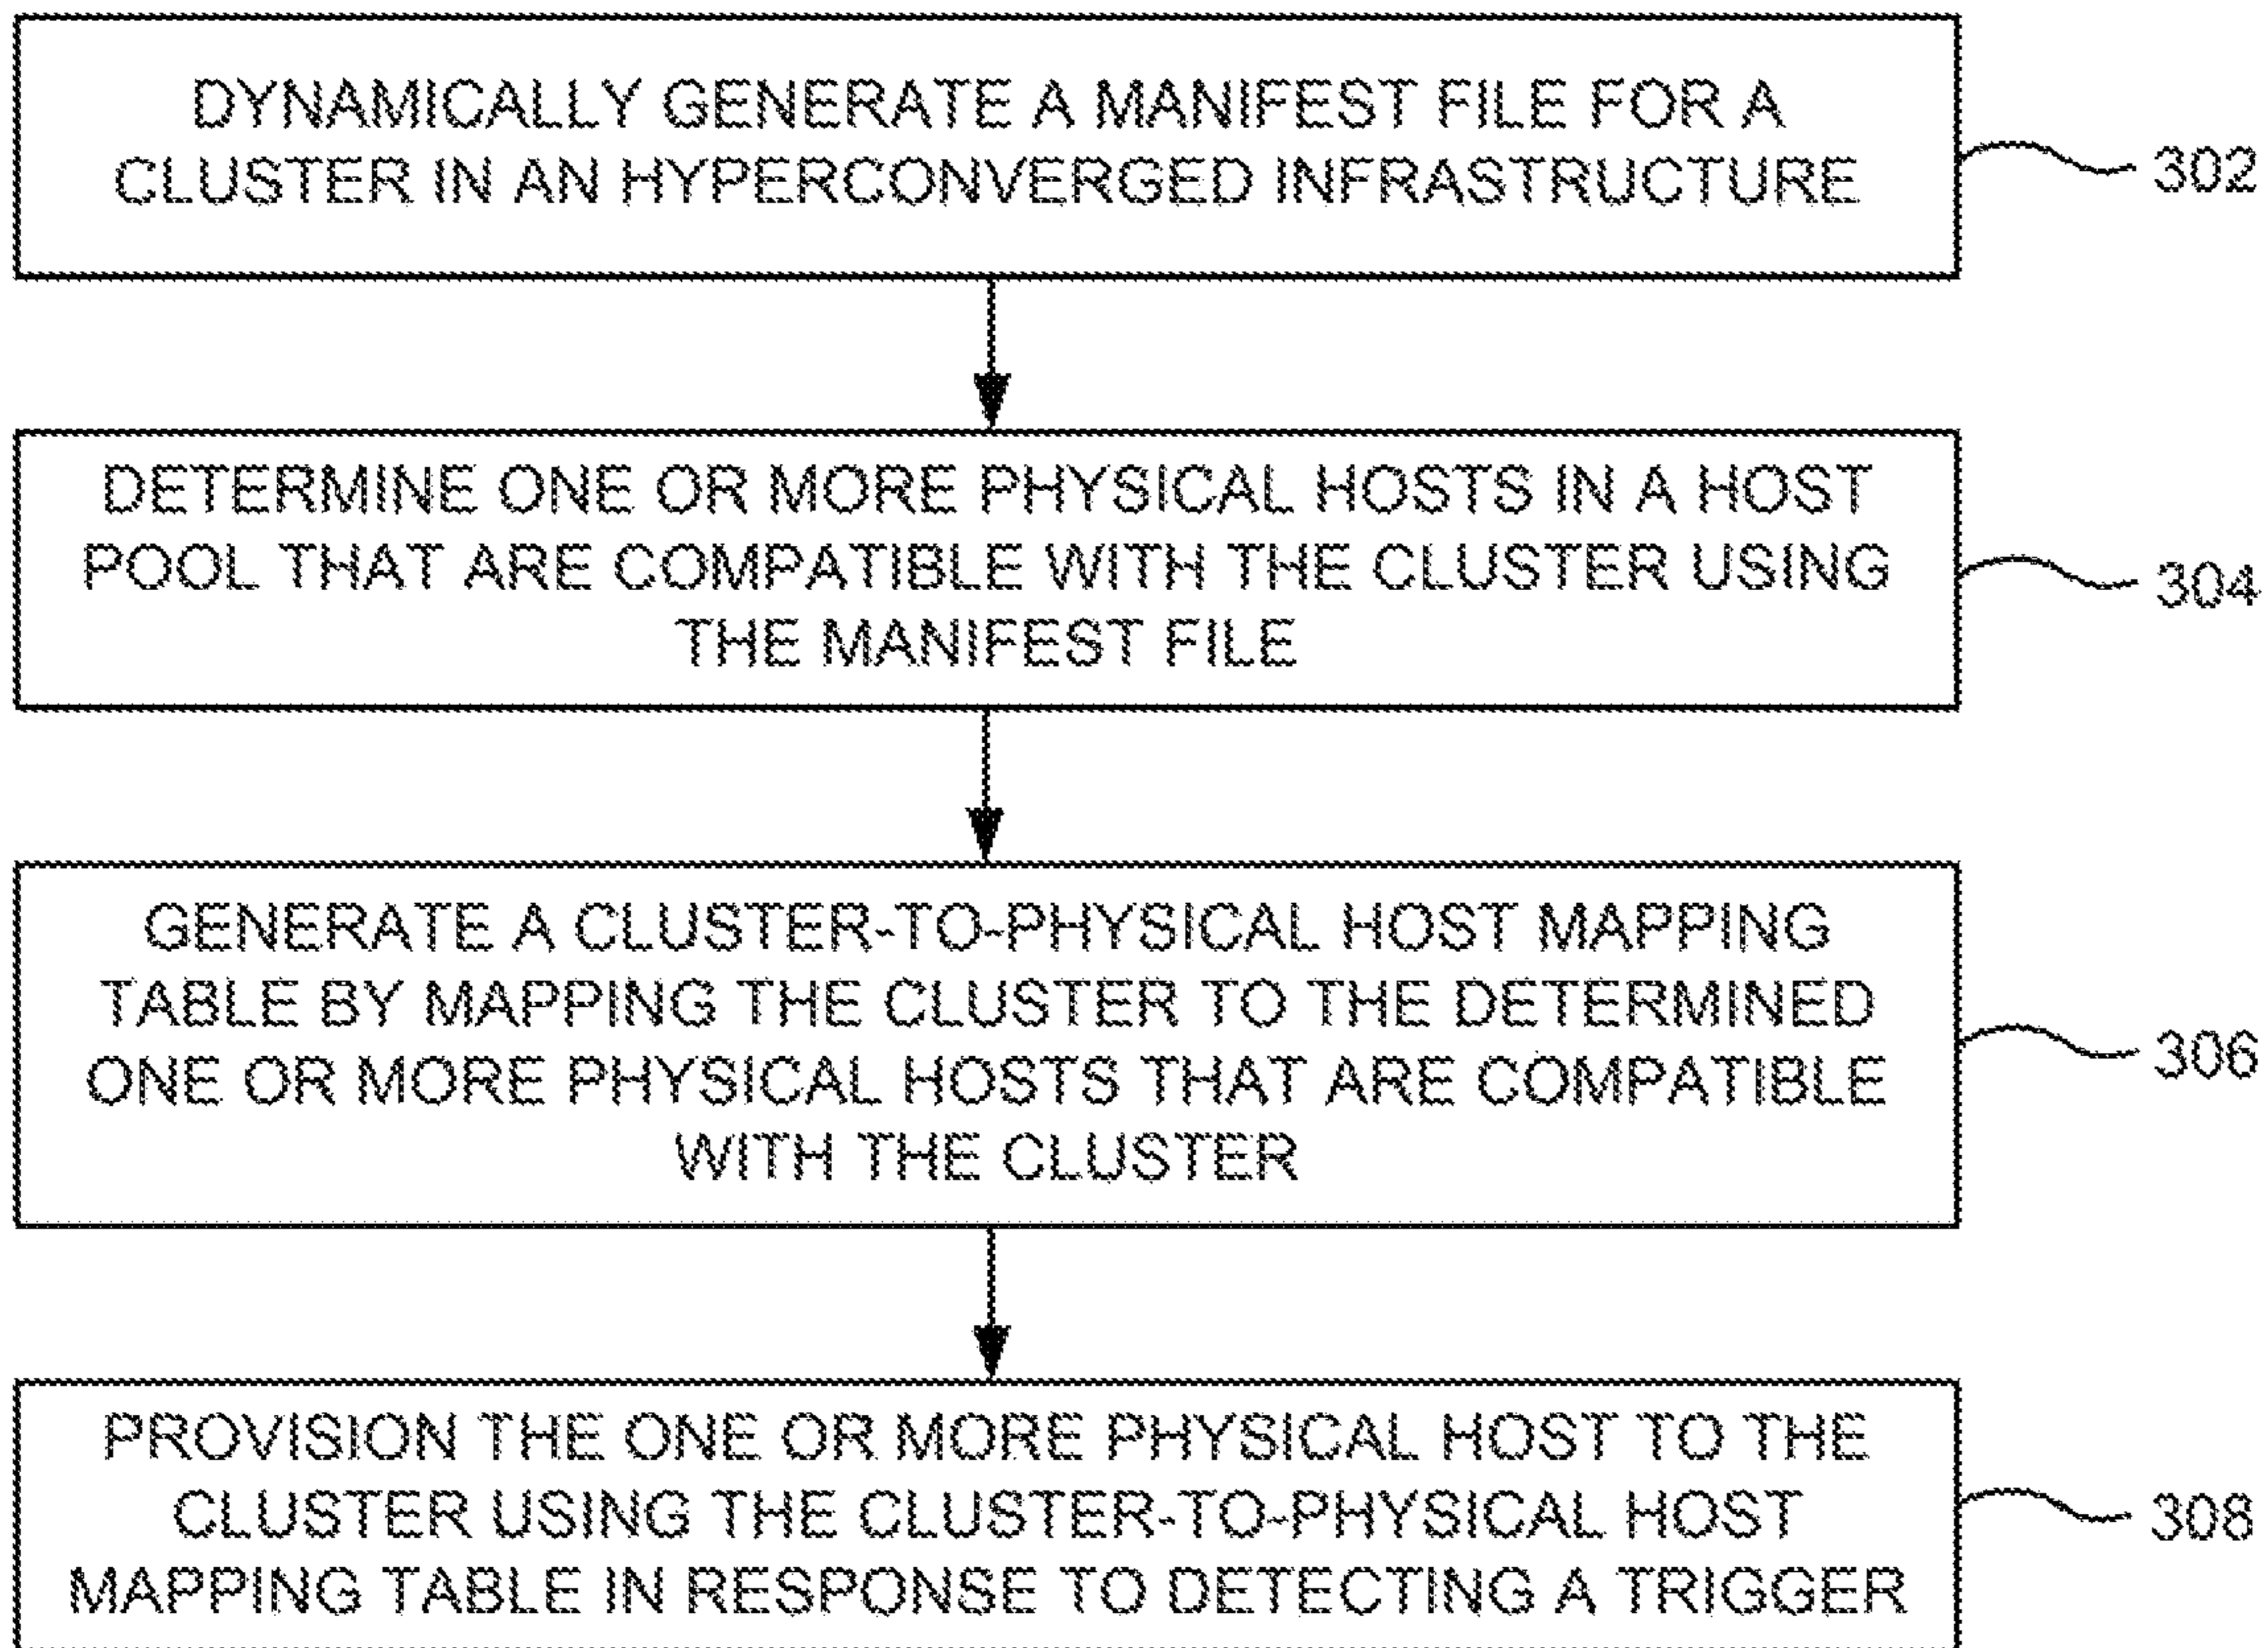 DYNAMICALLY GENERATE A MANIFEST FILE FOR A
CLUSTER IN AN HYPERCONVERGED INFRASTRUCTURE
302
DETERMINE ONE OR MORE PHYSICAL HOSTS IN A HOST
POOL THAT ARE COMPATIBLE WITH THE CLUSTER USING
THE MANIFEST FILE
304
GENERATE A CLUSTER-TO-PHYSICAL HOST MAPPING
TABLE BY MAPPING THE CLUSTER TO THE DETERMINED
ONE OR MORE PHYSICAL HOSTS THAT ARE COMPATIBLE
WITH THE CLUSTER
306
PROVISION THE ONE OR MORE PHYSICAL HOST TO THE
CLUSTER USING THE CLUSTER-TO-PHYSICAL HOST
MAPPING TABLE IN RESPONSE TO DETECTING A TRIGGER
308